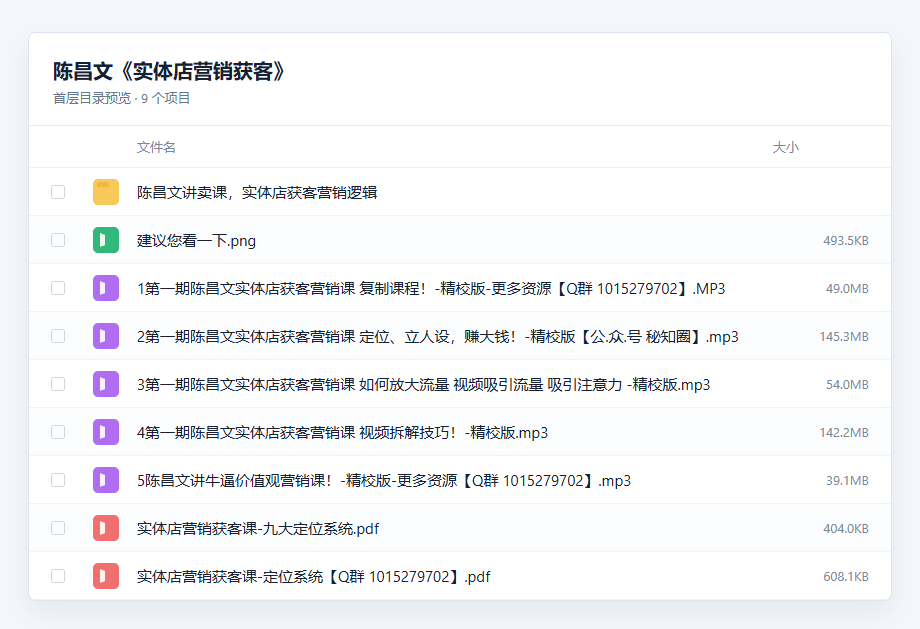 陈昌文《实体店营销获客》
首层目录预览 · 9 个项目
文件名 大小
陈昌文讲卖课，实体店获客营销逻辑
建议您看一下.png 493.5KB
1第一期陈昌文实体店获客营销课 复制课程！-精校版-更多资源【Q群 1015279702】.MP3 49.0MB
2第一期陈昌文实体店获客营销课 定位、立人设，赚大钱！-精校版【公.众.号 秘知圈】.mp3 145.3MB
3第一期陈昌文实体店获客营销课 如何放大流量 视频吸引流量 吸引注意力 -精校版.mp3 54.0MB
4第一期陈昌文实体店获客营销课 视频拆解技巧！-精校版.mp3 142.2MB
5陈昌文讲牛逼价值观营销课！-精校版-更多资源【Q群 1015279702】.mp3 39.1MB
实体店营销获客课-九大定位系统.pdf 404.0KB
实体店营销获客课-定位系统【Q群 1015279702】.pdf 608.1KB